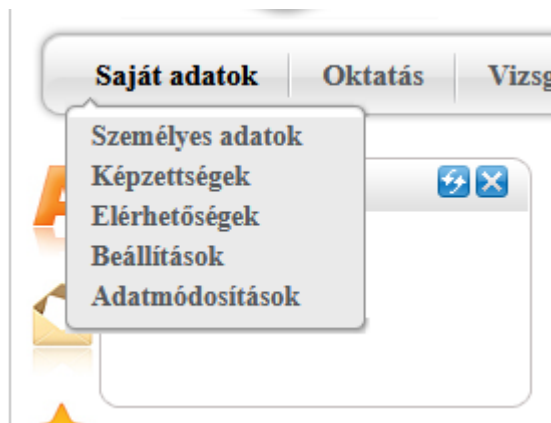 Saját adatok Oktatás
Személyes adatok
Képzettségek
Elérhetőségek
Beállítások
Adatmódosítások